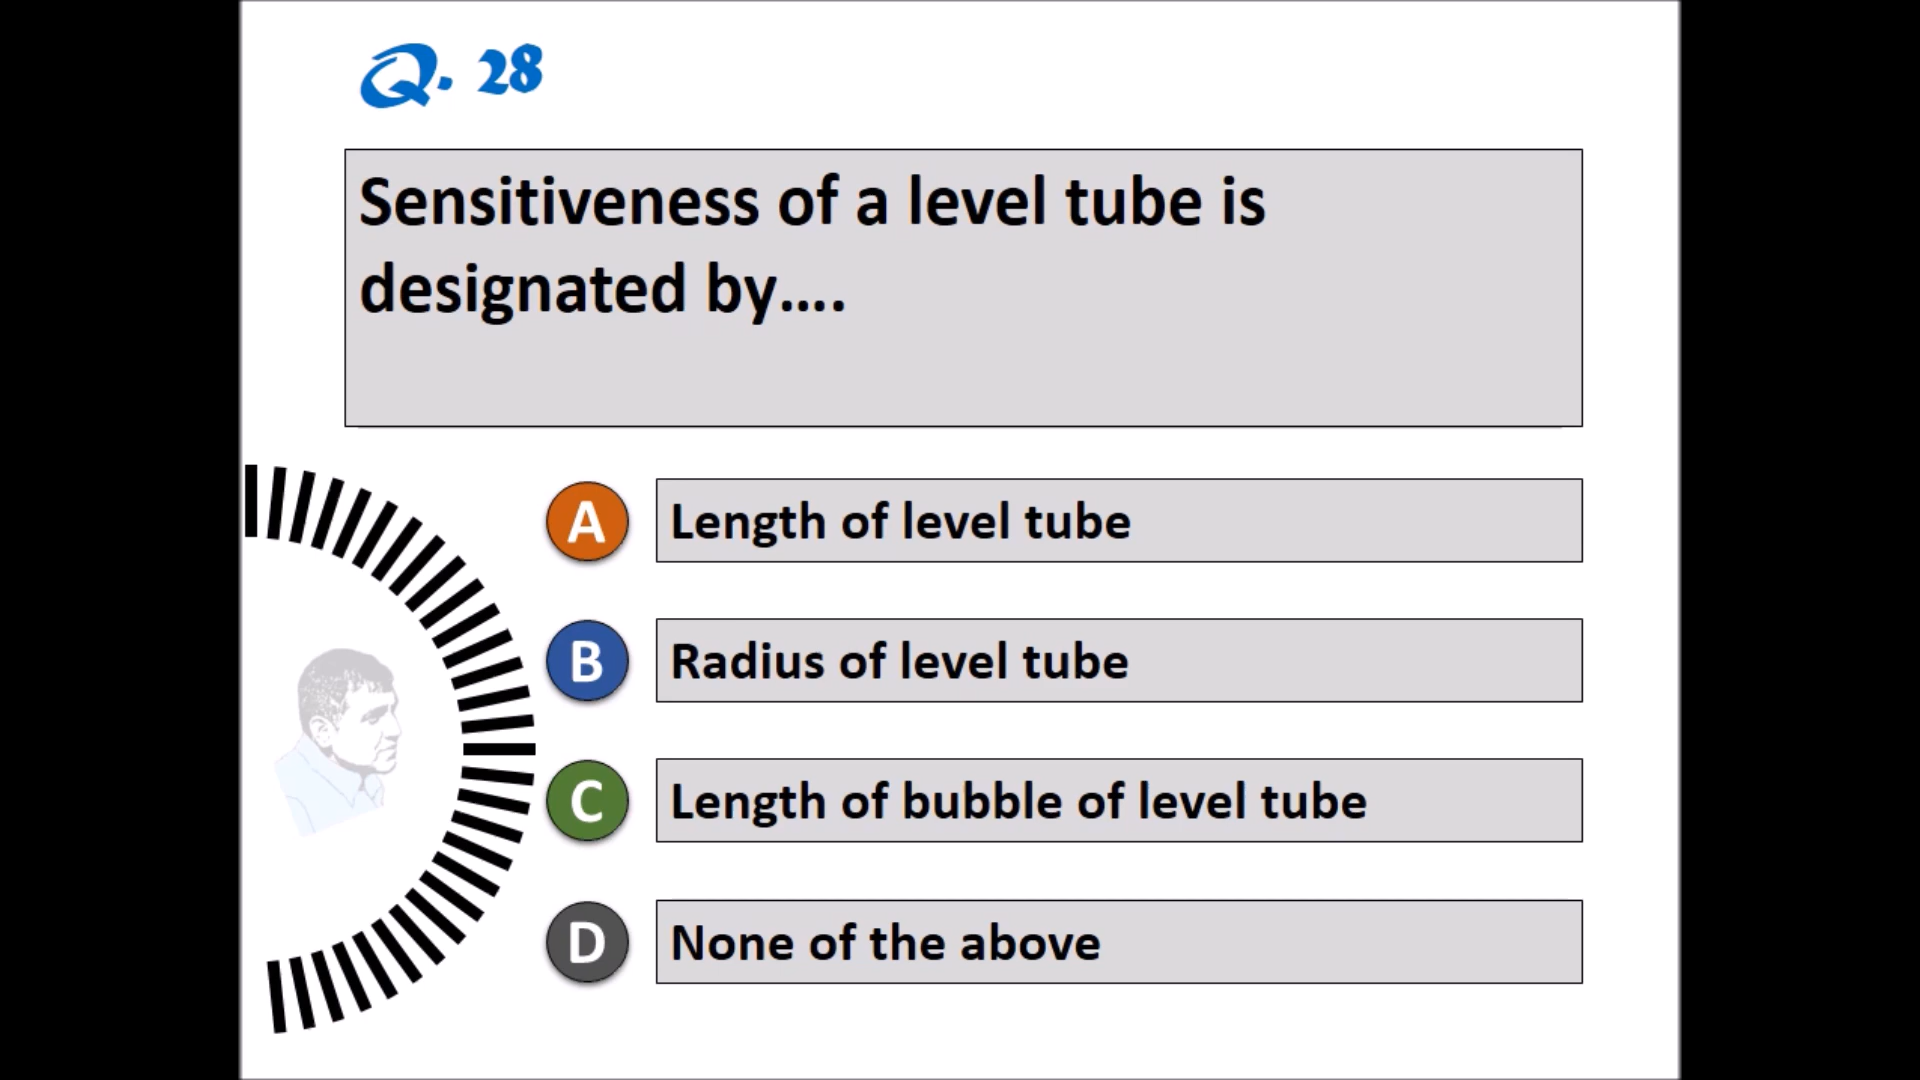 Q. 28
Sensitiveness of a level tube is
designated by....
A Length of level tube
B Radius of level tube
C Length of bubble of level tube
D None of the above